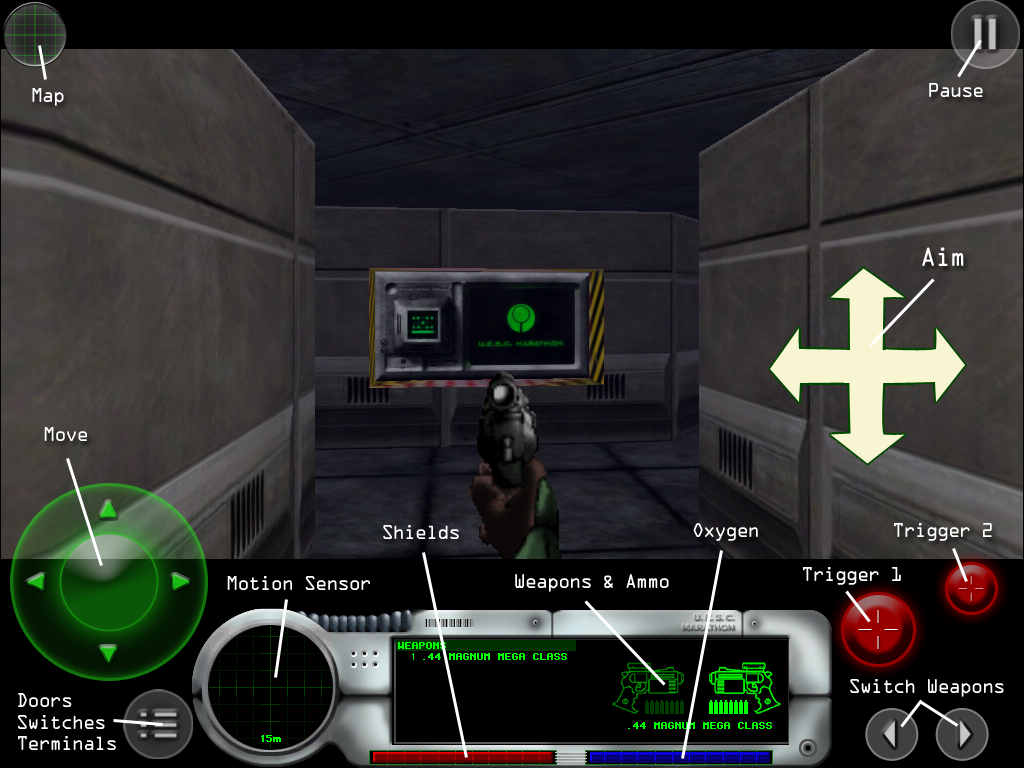 Map
Pause
Aim
U.E.S.C. MARATHON
Move
Shields
Oxygen
Trigger 2
Motion Sensor
Weapons & Ammo
Trigger 1
U.E.S.C.
MARATHON
WEAPONS
1 .44 MAGNUM MEGA CLASS
.44 MAGNUM MEGA CLASS
15m
Doors
Switches
Terminals
Switch Weapons